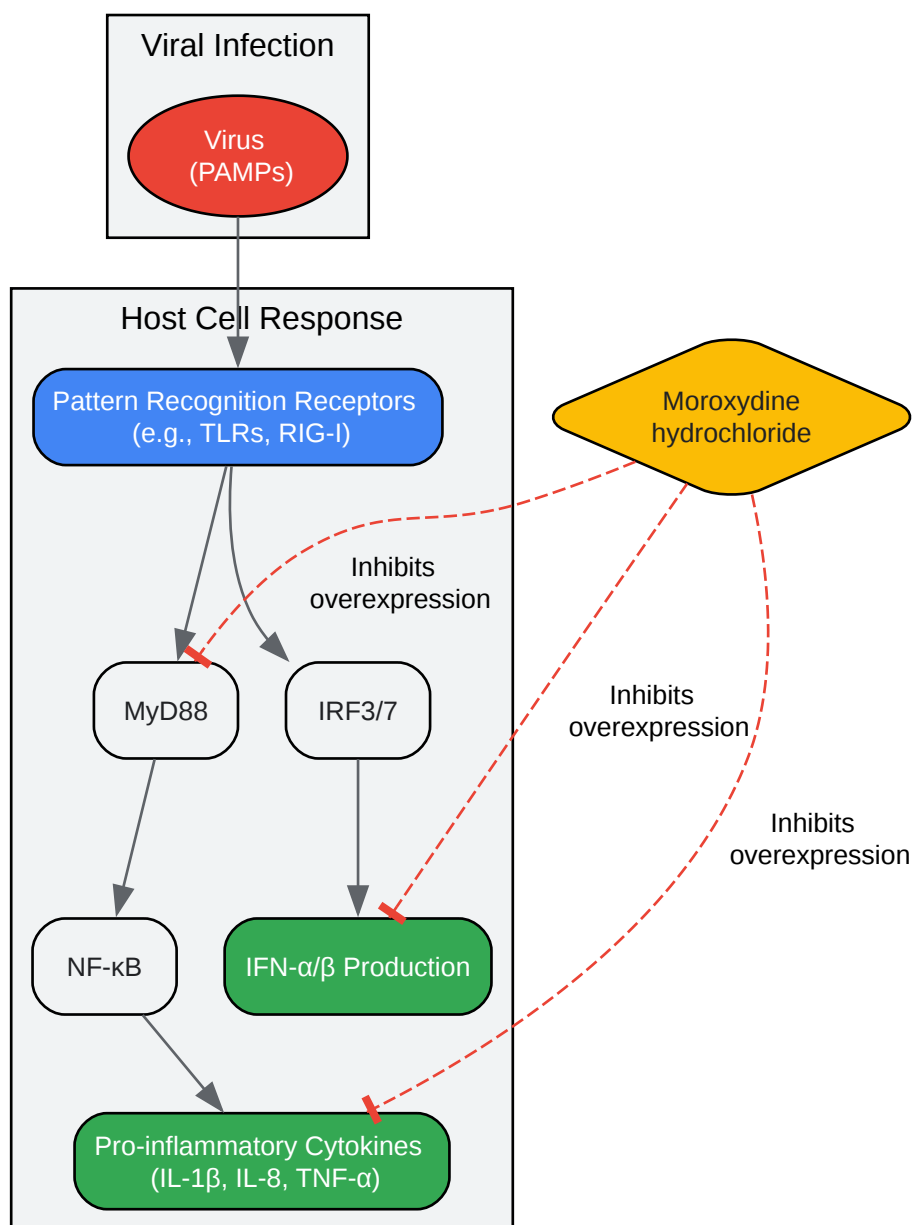 Viral Infection
Virus
(PAMPs)
Host Cell Response
Pattern Recognition Receptors
(e.g., TLRs, RIG-I)
Moroxydine
hydrochloride
Inhibits
overexpression
MyD88
IRF3/7
Inhibits
overexpression
Inhibits
overexpression
NF-κB
IFN-α/β Production
Pro-inflammatory Cytokines
(IL-1β, IL-8, TNF-α)